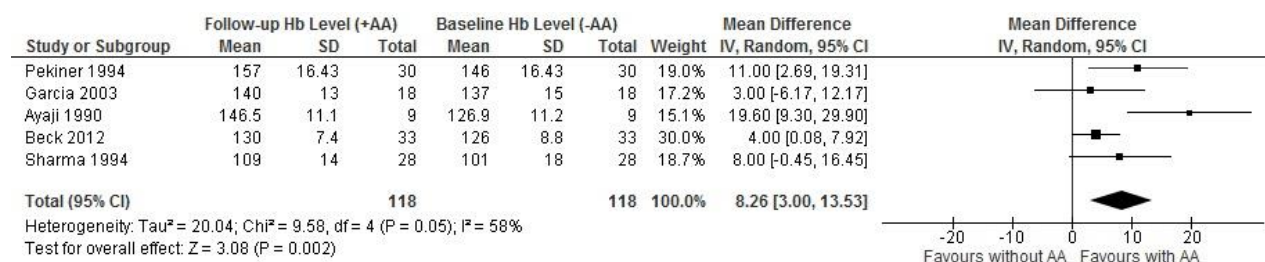 Follow-up Hb Level (+AA) Baseline Hb Level (-AA) Mean Difference Mean Difference
Study or Subgroup Mean SD Total Mean SD Total Weight IV, Random, 95% CI IV, Random, 95% CI
Pekiner 1994 157 16.43 30 146 16.43 30 19.0% 11.00 [2.69, 19.31]
Garcia 2003 140 13 18 137 15 18 17.2% 3.00 [-6.17, 12.17]
Ayaji 1990 146.5 11.1 9 126.9 11.2 9 15.1% 19.60 [9.30, 29.90]
Beck 2012 130 7.4 33 126 8.8 33 30.0% 4.00 [0.08, 7.92]
Sharma 1994 109 14 28 101 18 28 18.7% 8.00 [-0.45, 16.45]
Total (95% CI) 118 118 100.0% 8.26 [3.00, 13.53]
Heterogeneity: Tau² = 20.04; Chi² = 9.58, df = 4 (P = 0.05); I² = 58%
Test for overall effect: Z = 3.08 (P = 0.002)
-20 -10 0 10 20
Favours without AA Favours with AA